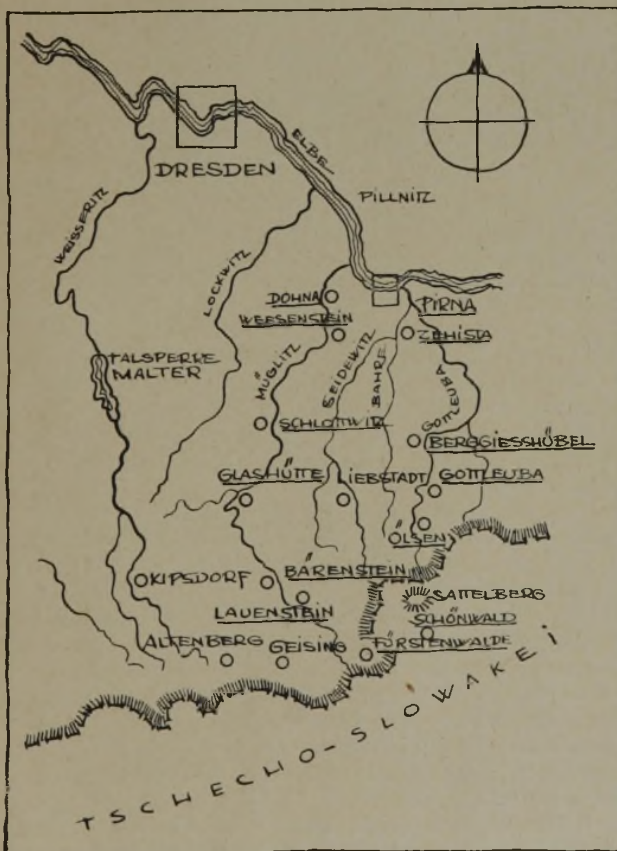 DRESDEN
ELBE
PILLNITZ
WEISSERITZ
LOCKWITZ
DOHNA
WEESENSTEIN
PIRNA
ZEHISTA
TALSPERRE
MALTER
MÜGLITZ
SEIDEWITZ
BAHRE
GOTTLEUBA
SCHLOTTWITZ
BERGGIESSHÜBEL
GLASHÜTTE
LIEBSTADT
GOTTLEUBA
ÖLSEN
KIPSDORF
BÄRENSTEIN
SATTELBERG
LAUENSTEIN
SCHÖNWALD
ALTENBERG
GEISING
FÜRSTENWALDE
TSCHECHO-SLOWAKEi